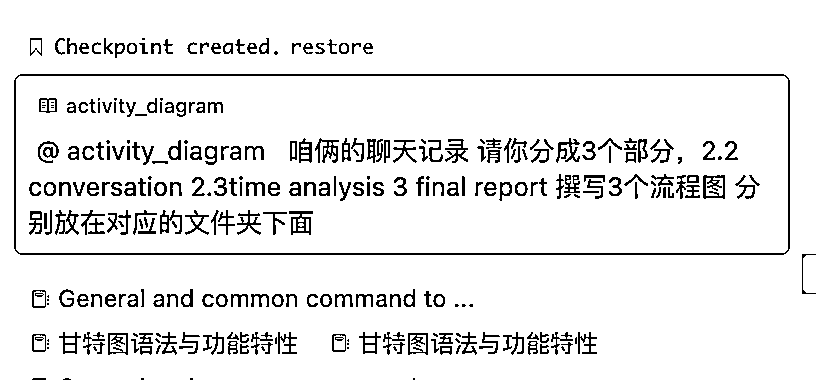 Checkpoint created. restore
activity_diagram
@ activity_diagram 咱俩的聊天记录 请你分成3个部分，2.2
conversation 2.3time analysis 3 final report 撰写3个流程图 分
别放在对应的文件夹下面
General and common command to ...
甘特图语法与功能特性 甘特图语法与功能特性